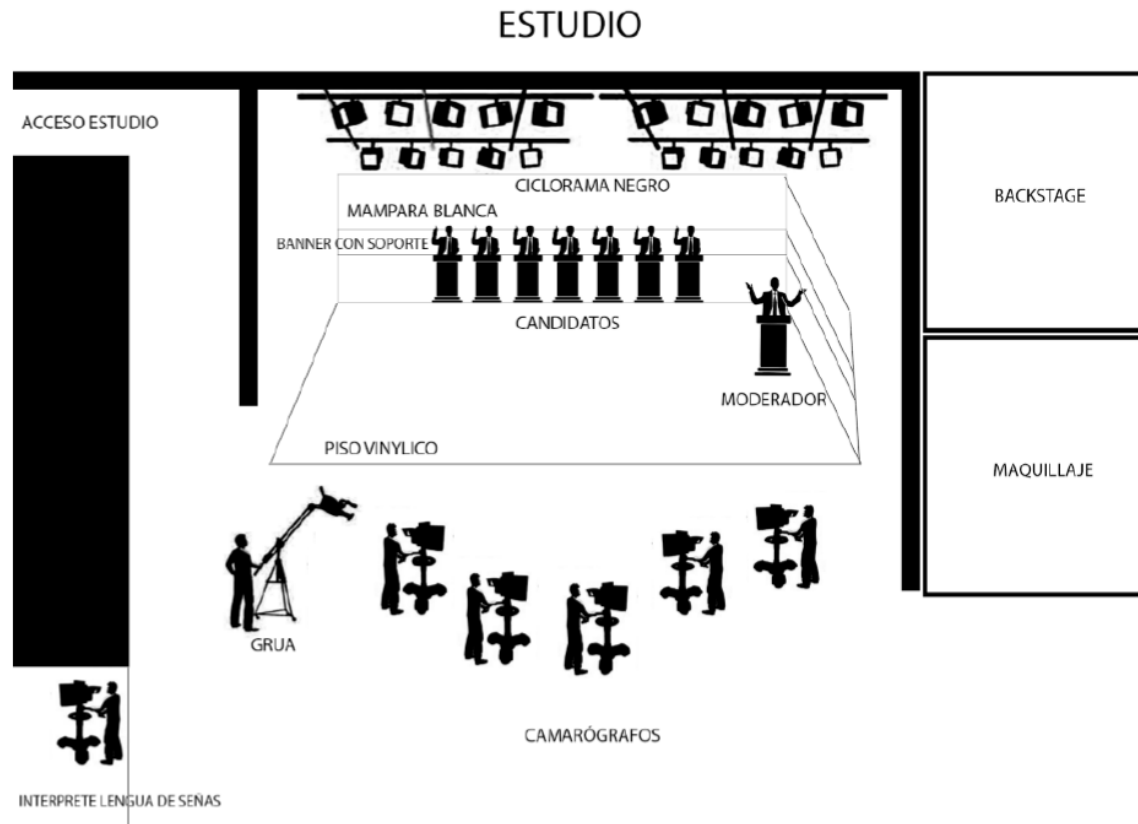 ESTUDIO
ACCESO ESTUDIO
CICLORAMA NEGRO
BACKSTAGE
MAMPARA BLANCA
BANNER CON SOPORTE
CANDIDATOS
MODERADOR
PISO VINYLICO
MAQUILLAJE
GRUA
CAMARÓGRAFOS
INTERPRETE LENGUA DE SEÑAS